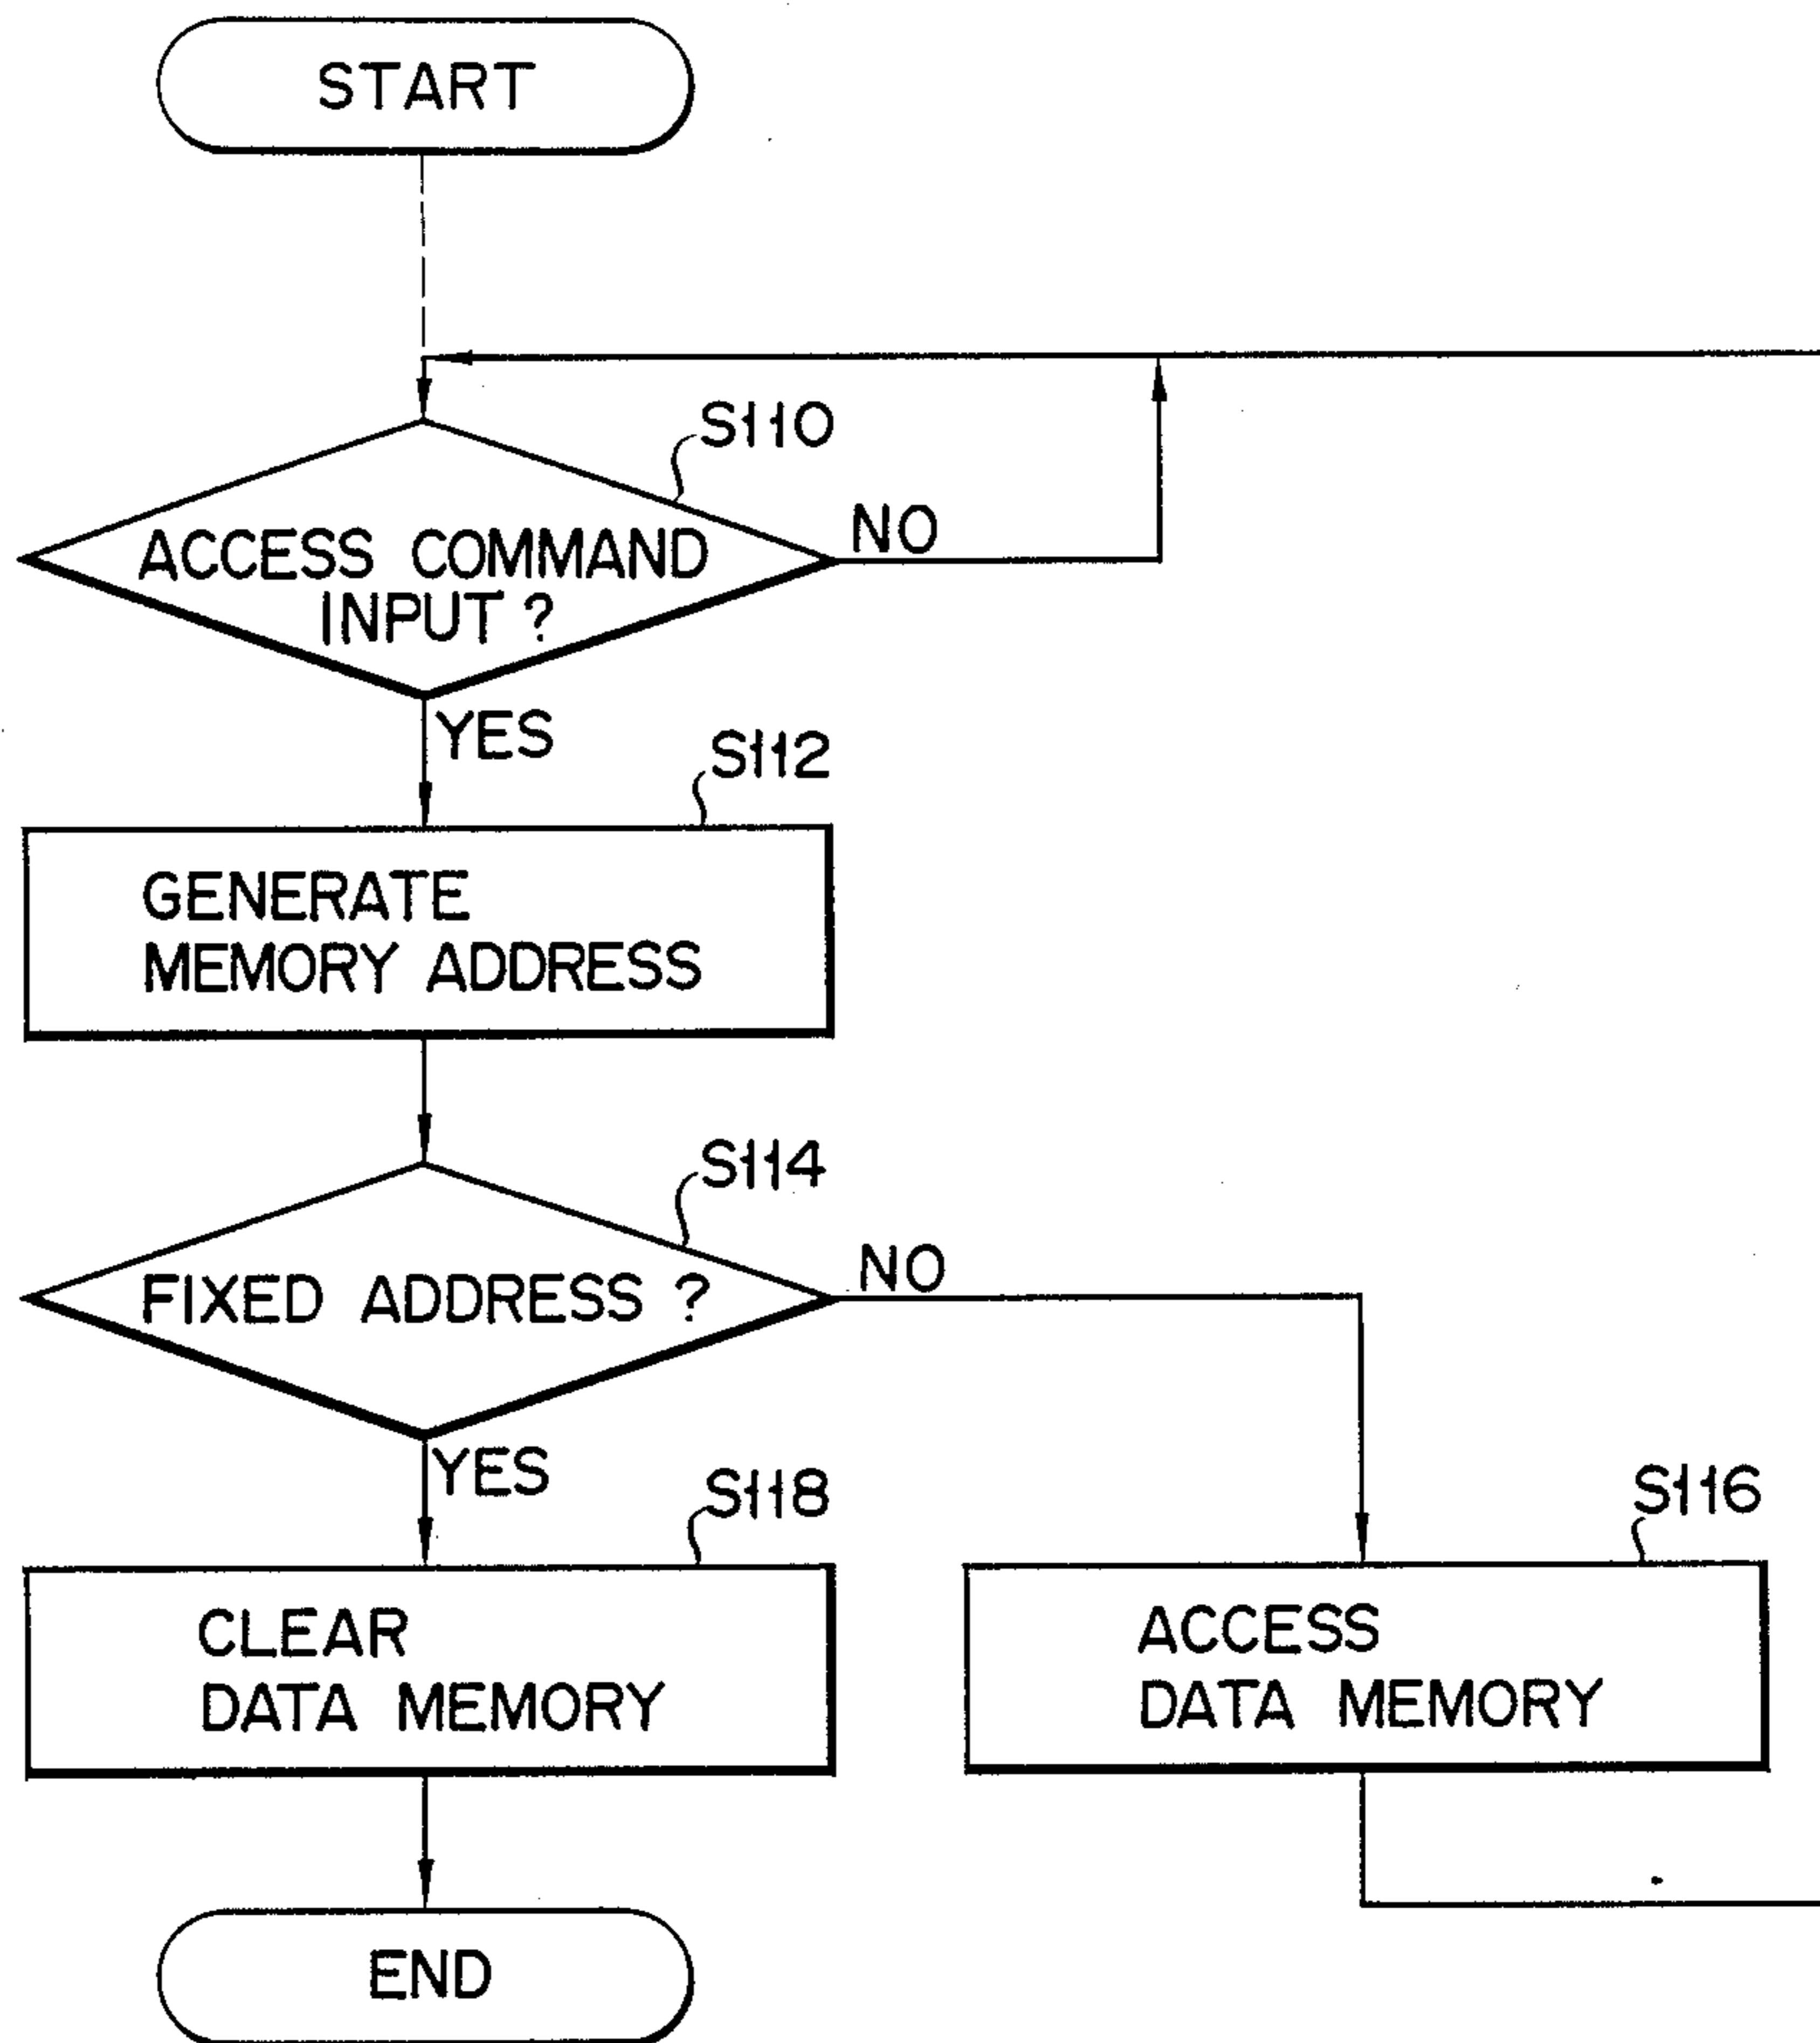 START
S110
ACCESS COMMAND
INPUT ?
NO
YES
S112
GENERATE
MEMORY ADDRESS
S114
FIXED ADDRESS ?
NO
YES
S118
CLEAR
DATA MEMORY
S116
ACCESS
DATA MEMORY
END